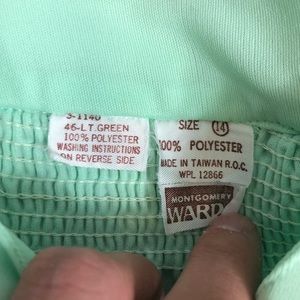 S-1140
46-LT.GREEN
100% POLYESTER
WASHING INSTRUCTIONS
ON REVERSE SIDE
SIZE 14
100% POLYESTER
MADE IN TAIWAN R.O.C.
WPL 12866
MONTGOMERY
WARD